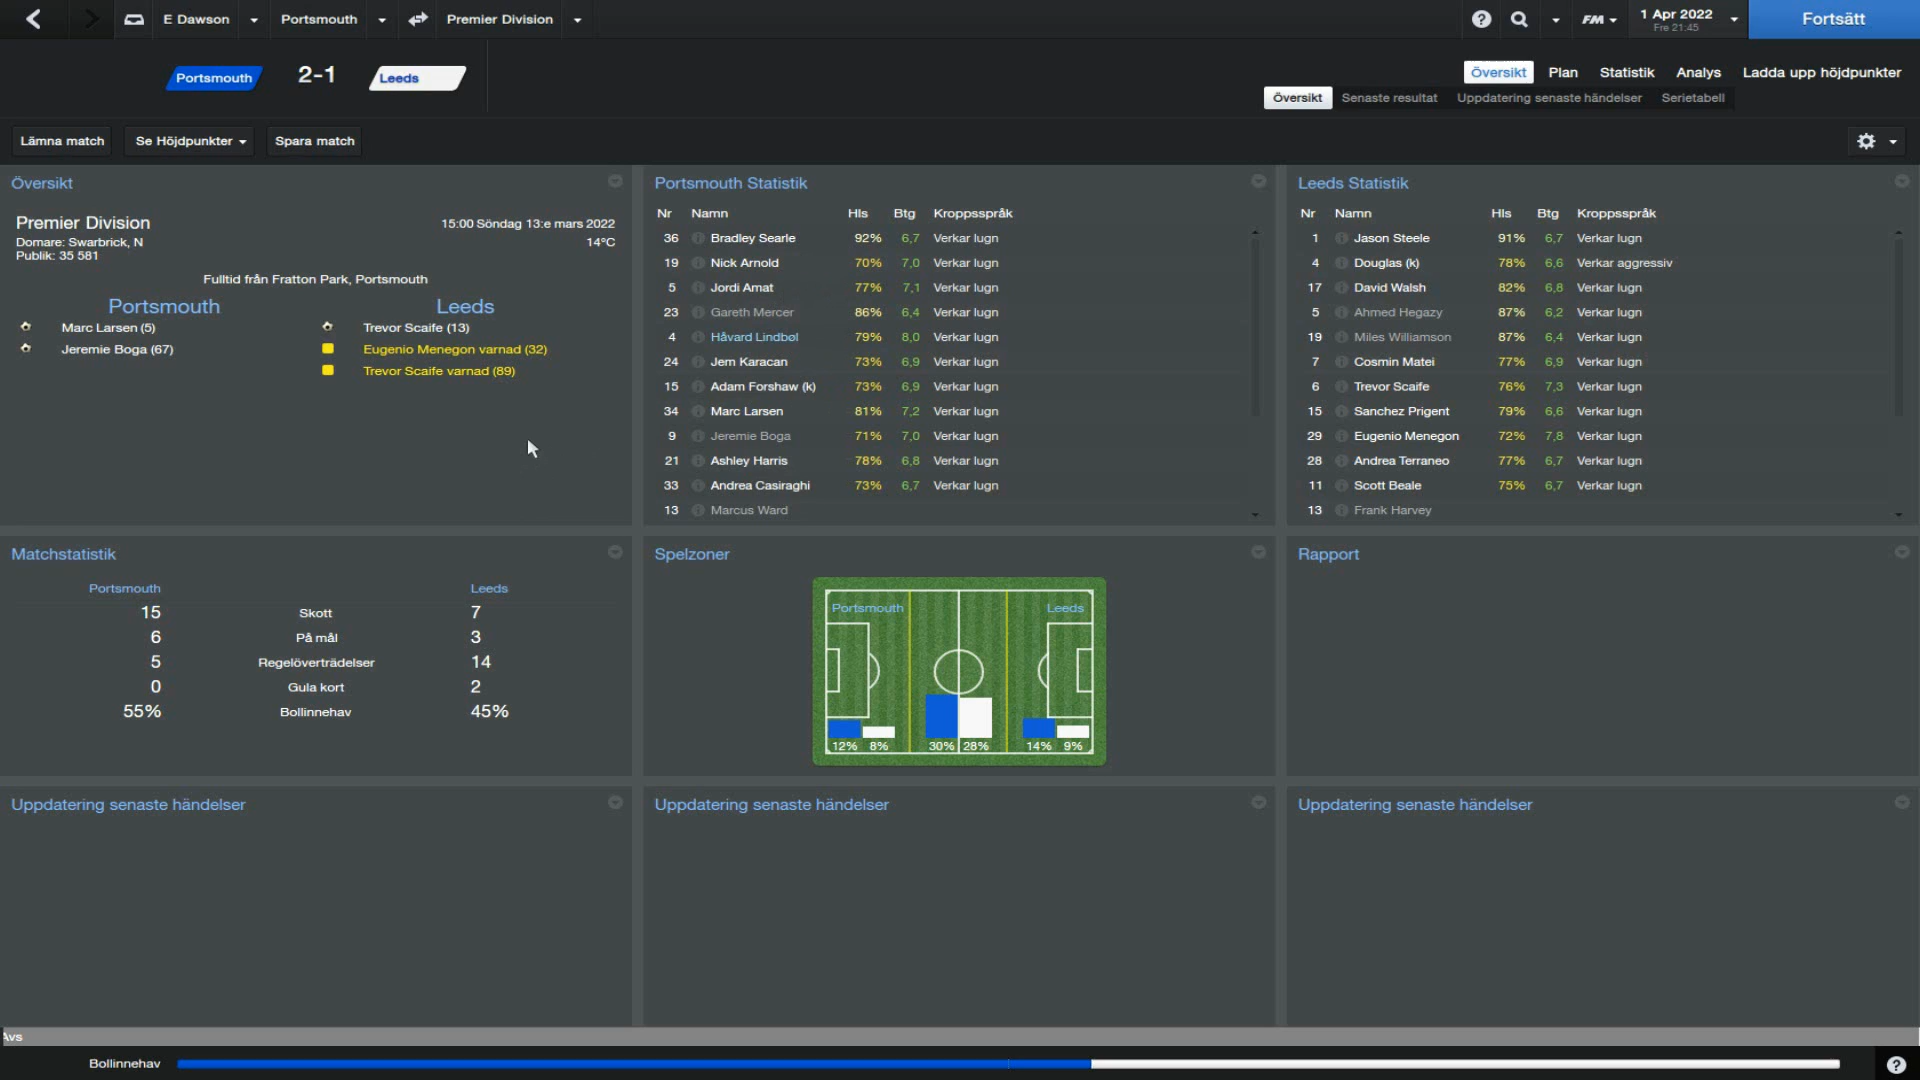 E Dawson Portsmouth Premier Division FM 1 Apr 2022 Fre 21:45 Fortsätt
Portsmouth 2-1 Leeds
Översikt Plan Statistik Analys Ladda upp höjdpunkter
Översikt Senaste resultat Uppdatering senaste händelser Serietabell
Lämna match Se Höjdpunkter Spara match
Översikt
Premier Division 15:00 Söndag 13:e mars 2022
Domare: Swarbrick, N 14°C
Publik: 35 581
Fulltid från Fratton Park, Portsmouth
Portsmouth Leeds
Marc Larsen (5) Trevor Scaife (13)
Jeremie Boga (67) Eugenio Menegon varnad (32)
Trevor Scaife varnad (89)
Portsmouth Statistik
Nr Namn Hls Btg Kroppsspråk
36 Bradley Searle 92% 6,7 Verkar lugn
19 Nick Arnold 70% 7,0 Verkar lugn
5 Jordi Amat 77% 7,1 Verkar lugn
23 Gareth Mercer 86% 6,4 Verkar lugn
4 Håvard Lindbol 79% 8,0 Verkar lugn
24 Jem Karacan 73% 6,9 Verkar lugn
15 Adam Forshaw (k) 73% 6,9 Verkar lugn
34 Marc Larsen 81% 7,2 Verkar lugn
9 Jeremie Boga 71% 7,0 Verkar lugn
21 Ashley Harris 78% 6,8 Verkar lugn
33 Andrea Casiraghi 73% 6,7 Verkar lugn
13 Marcus Ward
Leeds Statistik
Nr Namn Hls Btg Kroppsspråk
1 Jason Steele 91% 6,7 Verkar lugn
4 Douglas (k) 78% 6,6 Verkar aggressiv
17 David Walsh 82% 6,8 Verkar lugn
5 Ahmed Hegazy 87% 6,2 Verkar lugn
19 Miles Williamson 87% 6,4 Verkar lugn
7 Cosmin Matei 77% 6,9 Verkar lugn
6 Trevor Scaife 76% 7,3 Verkar lugn
15 Sanchez Prigent 79% 6,6 Verkar lugn
29 Eugenio Menegon 72% 7,8 Verkar lugn
28 Andrea Terraneo 77% 6,7 Verkar lugn
11 Scott Beale 75% 6,7 Verkar lugn
13 Frank Harvey
Matchstatistik
Portsmouth Leeds
15 Skott 7
6 På mål 3
5 Regelöverträdelser 14
0 Gula kort 2
55% Bollinnehav 45%
Spelzoner
Portsmouth Leeds
12% 8% 30% 28% 14% 9%
Rapport
Uppdatering senaste händelser
Uppdatering senaste händelser
Uppdatering senaste händelser
Avs
Bollinnehav